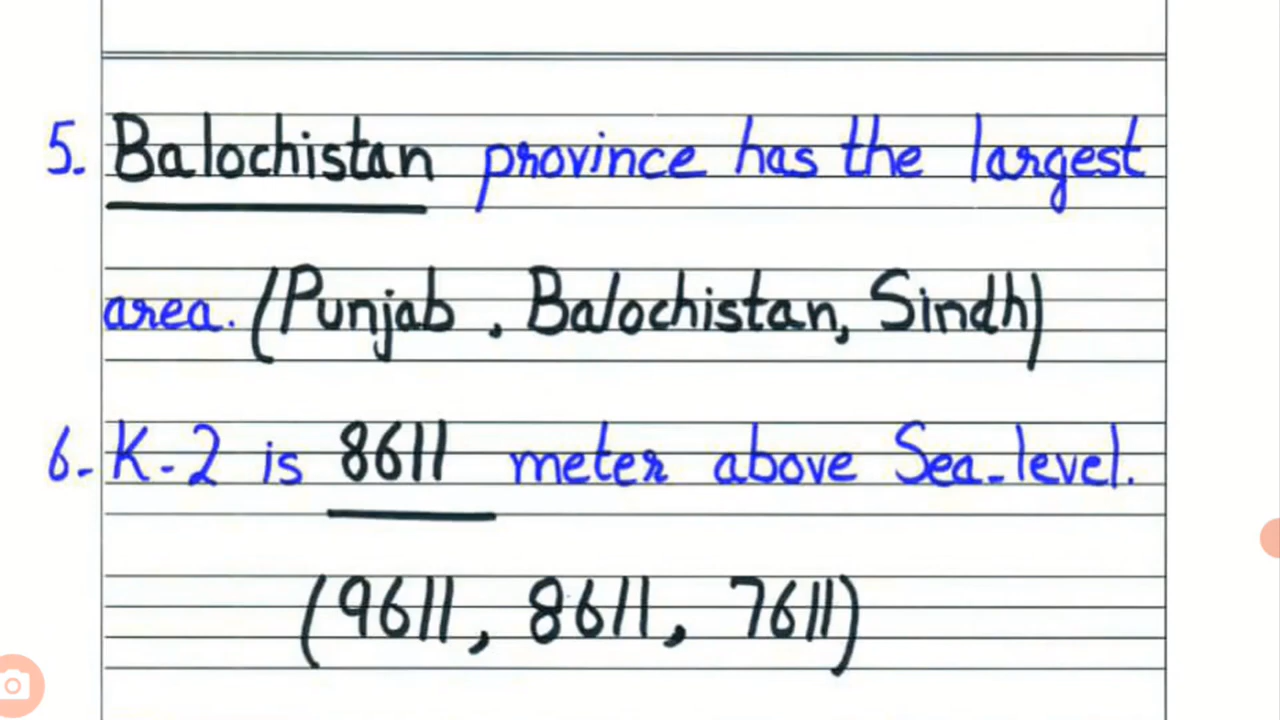 5. Balochistan province has the largest
area. (Punjab , Balochistan, Sindh)
6- K-2 is 8611 meter above Sea-level.
(9611, 8611, 7611)